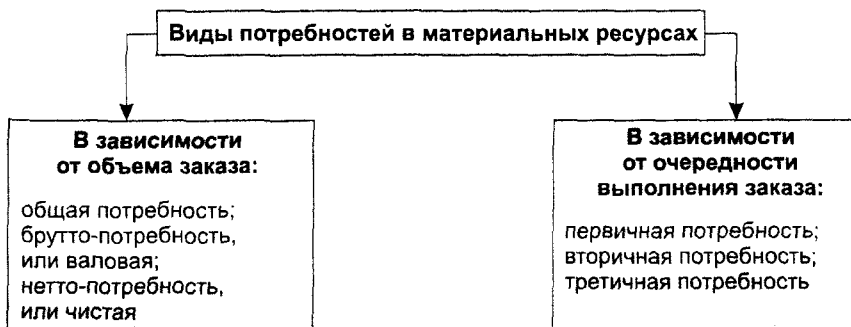 Виды потребностей в материальных ресурсах
В зависимости
от объема заказа:
общая потребность;
брутто-потребность,
или валовая;
нетто-потребность,
или чистая
В зависимости
от очередности
выполнения заказа:
первичная потребность;
вторичная потребность;
третичная потребность